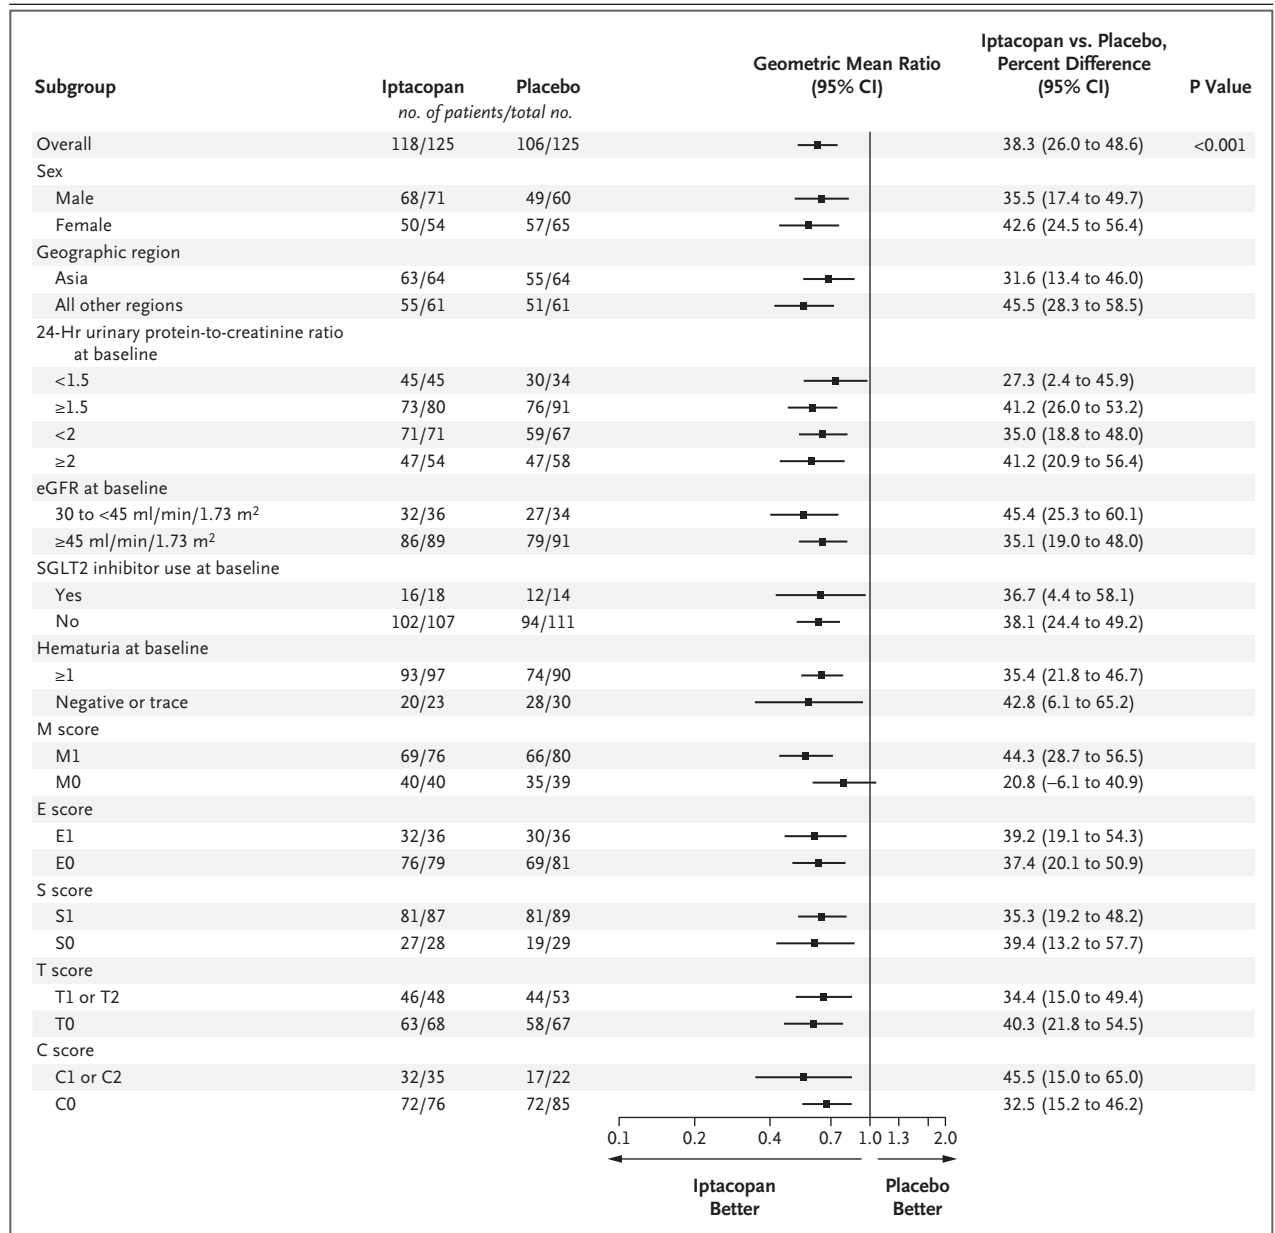 Subgroup Iptacopan Placebo Geometric Mean Ratio (95% CI) Iptacopan vs. Placebo, Percent Difference (95% CI) P Value
no. of patients/total no.
Overall 118/125 106/125 38.3 (26.0 to 48.6) <0.001
Sex
Male 68/71 49/60 35.5 (17.4 to 49.7)
Female 50/54 57/65 42.6 (24.5 to 56.4)
Geographic region
Asia 63/64 55/64 31.6 (13.4 to 46.0)
All other regions 55/61 51/61 45.5 (28.3 to 58.5)
24-Hr urinary protein-to-creatinine ratio
at baseline
<1.5 45/45 30/34 27.3 (2.4 to 45.9)
≥1.5 73/80 76/91 41.2 (26.0 to 53.2)
<2 71/71 59/67 35.0 (18.8 to 48.0)
≥2 47/54 47/58 41.2 (20.9 to 56.4)
eGFR at baseline
30 to <45 ml/min/1.73 m² 32/36 27/34 45.4 (25.3 to 60.1)
≥45 ml/min/1.73 m² 86/89 79/91 35.1 (19.0 to 48.0)
SGLT2 inhibitor use at baseline
Yes 16/18 12/14 36.7 (4.4 to 58.1)
No 102/107 94/111 38.1 (24.4 to 49.2)
Hematuria at baseline
≥1 93/97 74/90 35.4 (21.8 to 46.7)
Negative or trace 20/23 28/30 42.8 (6.1 to 65.2)
M score
M1 69/76 66/80 44.3 (28.7 to 56.5)
M0 40/40 35/39 20.8 (–6.1 to 40.9)
E score
E1 32/36 30/36 39.2 (19.1 to 54.3)
E0 76/79 69/81 37.4 (20.1 to 50.9)
S score
S1 81/87 81/89 35.3 (19.2 to 48.2)
S0 27/28 19/29 39.4 (13.2 to 57.7)
T score
T1 or T2 46/48 44/53 34.4 (15.0 to 49.4)
T0 63/68 58/67 40.3 (21.8 to 54.5)
C score
C1 or C2 32/35 17/22 45.5 (15.0 to 65.0)
C0 72/76 72/85 32.5 (15.2 to 46.2)
0.1 0.2 0.4 0.7 1.0 1.3 2.0
Iptacopan Better Placebo Better